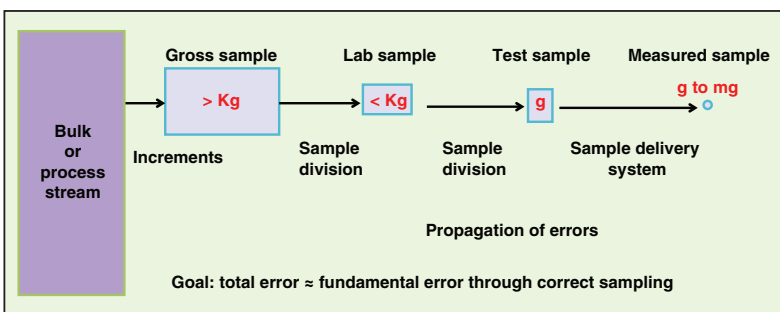 Gross sample
Lab sample
Test sample
Measured sample
> Kg
< Kg
g
g to mg
Bulk
or
process
stream
Increments
Sample
division
Sample
division
Sample delivery
system
Propagation of errors
Goal: total error ≈ fundamental error through correct sampling